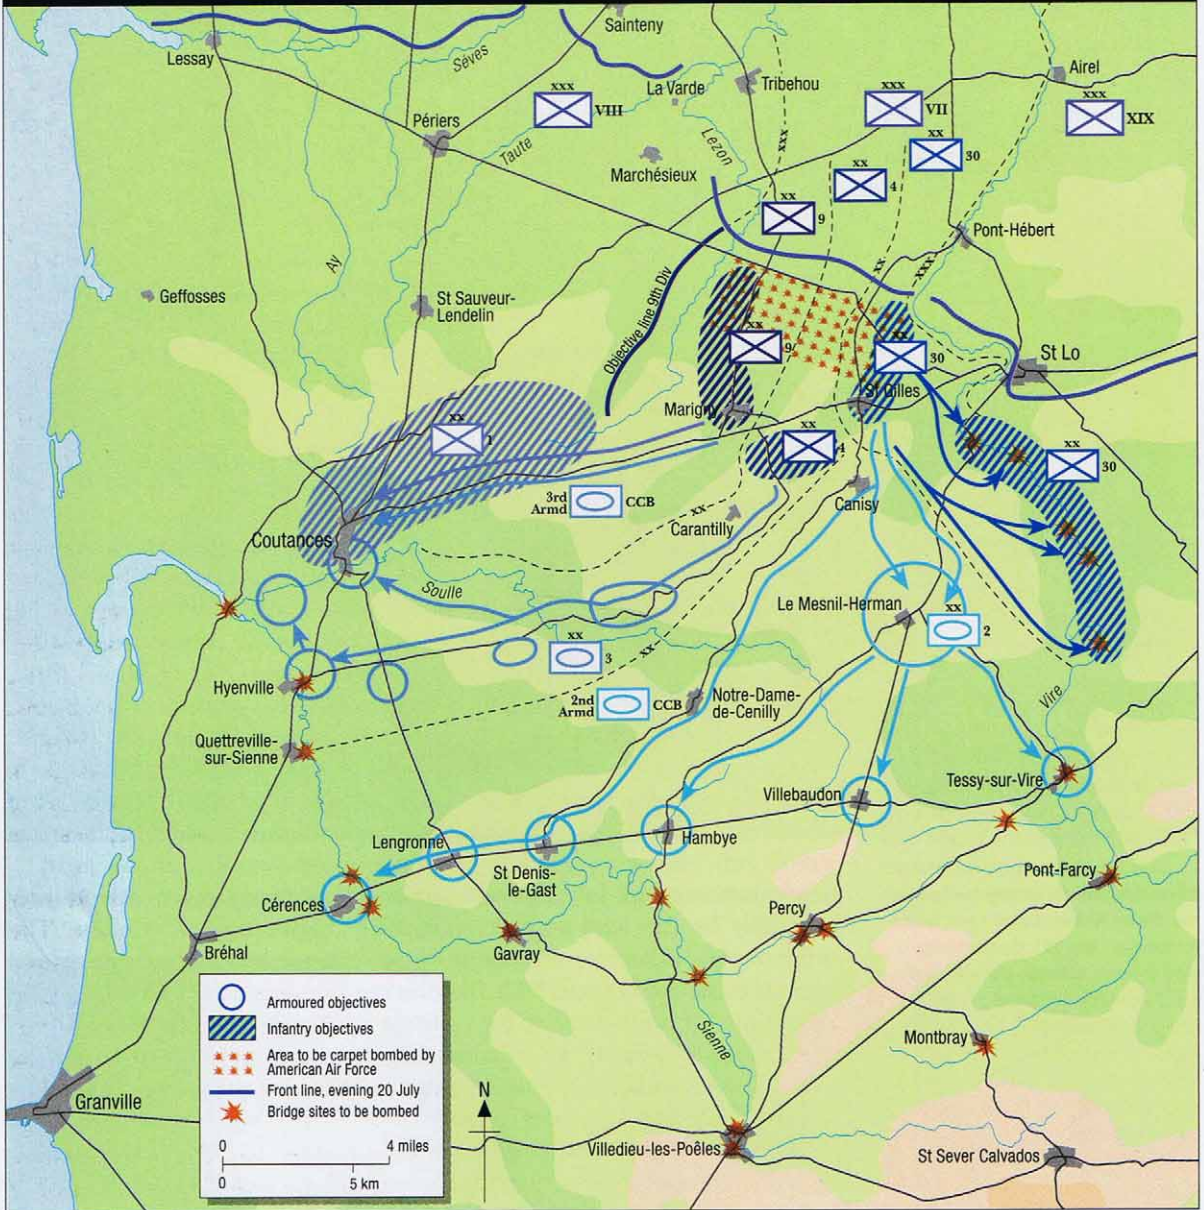 Sainteny
Lessay
Sèves
La Varde
Tribehou
Airel
xxx
VIII
xxx
VII
xxx
XIX
Périers
Taute
Lezon
xxx
xx
30
Marchésieux
xx
4
xx
9
Pont-Hébert
Ay
xx
xxx
Geffosses
St Sauveur-
Lendelin
Objective line 9th Div
xx
9
xx
30
St Lo
Marigny
St Gilles
xx
1
xx
4
xx
30
3rd
Armd
CCB
xx
Carantilly
Canisy
Coutances
Soulle
Le Mesnil-Herman
xx
2
xx
3
xx
Hyenville
2nd
Armd
CCB
Notre-Dame-
de-Cenilly
Vire
Quettreville-
sur-Sienne
Villebaudon
Tessy-sur-Vire
Lengronne
Hambye
St Denis-
le-Gast
Pont-Farcy
Cérences
Percy
Bréhal
Gavray
Sienne
Montbray
Granville
Villedieu-les-Poêles
St Sever Calvados
Armoured objectives
Infantry objectives
Area to be carpet bombed by
American Air Force
Front line, evening 20 July
Bridge sites to be bombed
0
4 miles
0
5 km
N